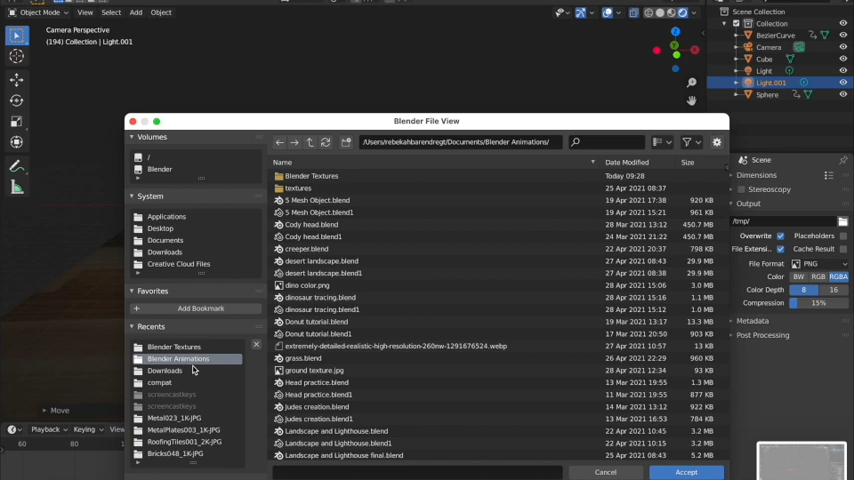 Object Mode View Select Add Object
Camera Perspective
(194) Collection | Light.001
Scene Collection
Collection
BezierCurve
Camera
Cube
Light
Light.001
Sphere
Blender File View
Volumes
/
Blender
System
Applications
Desktop
Documents
Downloads
Creative Cloud Files
Favorites
Add Bookmark
Recents
Blender Textures
Blender Animations
Downloads
compat
screencastkeys
screencastkeys
Metal023_1K-JPG
MetalPlates003_1K-JPG
RoofingTiles001_2K-JPG
Bricks048_1K-JPG
/Users/rebekahbarendregt/Documents/Blender Animations/
Name Date Modified Size
Blender Textures Today 09:28
textures 25 Apr 2021 08:37
5 Mesh Object.blend 19 Apr 2021 17:38 920 KB
5 Mesh Object.blend1 19 Apr 2021 15:21 961 KB
Cody head.blend 28 Mar 2021 13:12 450.7 MB
Cody head.blend1 24 Mar 2021 21:22 450.7 MB
creeper.blend 22 Apr 2021 20:37 798 KB
desert landscape.blend 27 Apr 2021 08:43 29.9 MB
desert landscape.blend1 27 Apr 2021 08:38 29.9 MB
dino color.png 28 Apr 2021 15:06 3.0 MB
dinosaur tracing.blend 28 Apr 2021 15:16 1.1 MB
dinosaur tracing.blend1 28 Apr 2021 15:12 1.0 MB
Donut tutorial.blend 19 Mar 2021 13:17 13.3 MB
Donut tutorial.blend1 17 Mar 2021 20:50 903 KB
extremely-detailed-realistic-high-resolution-260nw-1291676524.webp 27 Apr 2021 10:57 13 KB
grass.blend 26 Apr 2021 22:29 960 KB
ground texture.jpg 28 Apr 2021 12:34 93 KB
Head practice.blend 13 Mar 2021 19:55 1.3 MB
Head practice.blend1 11 Mar 2021 19:55 877 KB
Judes creation.blend 14 Mar 2021 13:12 922 KB
Judes creation.blend1 13 Mar 2021 16:53 784 KB
Landscape and Lighthouse.blend 22 Apr 2021 10:45 3.2 MB
Landscape and Lighthouse.blend1 22 Apr 2021 10:15 3.2 MB
Landscape and Lighthouse final.blend 25 Apr 2021 08:43 5.2 MB
Cancel Accept
Scene
Dimensions
Stereoscopy
Output
/tmp/
Overwrite Placeholders
File Extensi.. Cache Result
File Format PNG
Color BW RGB RGBA
Color Depth 8 16
Compression 15%
Metadata
Post Processing
Move
Playback Keying View
60 80